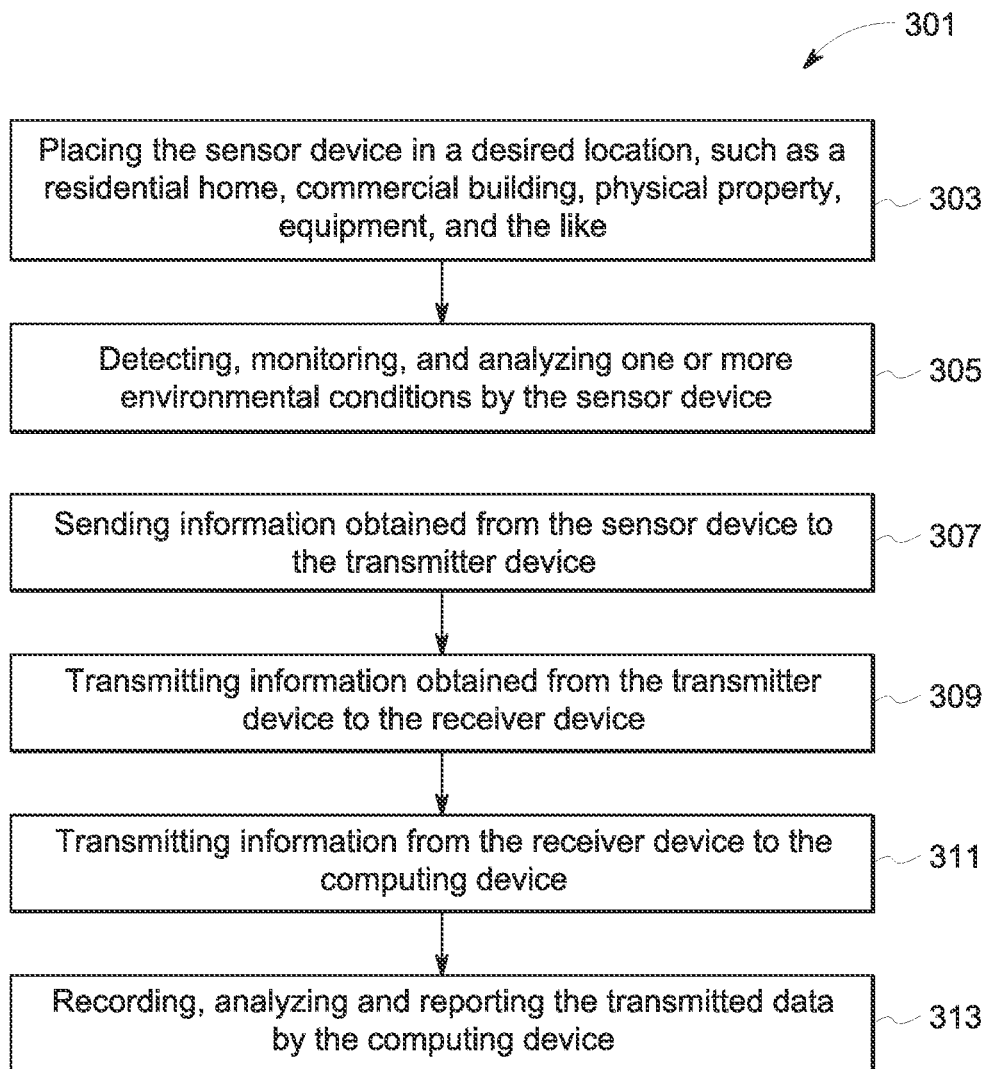 301
Placing the sensor device in a desired location, such as a
residential home, commercial building, physical property,
equipment, and the like
303
Detecting, monitoring, and analyzing one or more
environmental conditions by the sensor device
305
Sending information obtained from the sensor device to
the transmitter device
307
Transmitting information obtained from the transmitter
device to the receiver device
309
Transmitting information from the receiver device to the
computing device
311
Recording, analyzing and reporting the transmitted data
by the computing device
313